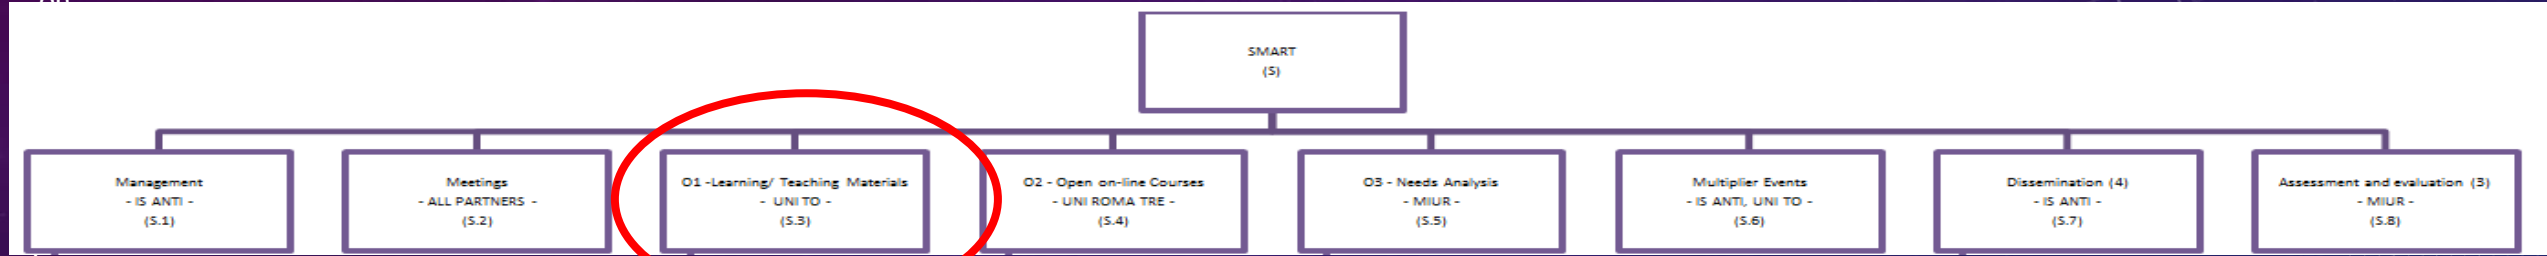 SMART
(S)
Management
- IS ANTI -
(S.1)
Meetings
- ALL PARTNERS -
(S.2)
O1 -Learning/ Teaching Materials
- UNI TO -
(S.3)
O2 - Open on-line Courses
- UNI ROMA TRE -
(S.4)
O3 - Needs Analysis
- MIUR -
(S.5)
Multiplier Events
- IS ANTI, UNI TO -
(S.6)
Dissemination (4)
- IS ANTI -
(S.7)
Assessment and evaluation (3)
- MIUR -
(S.8)